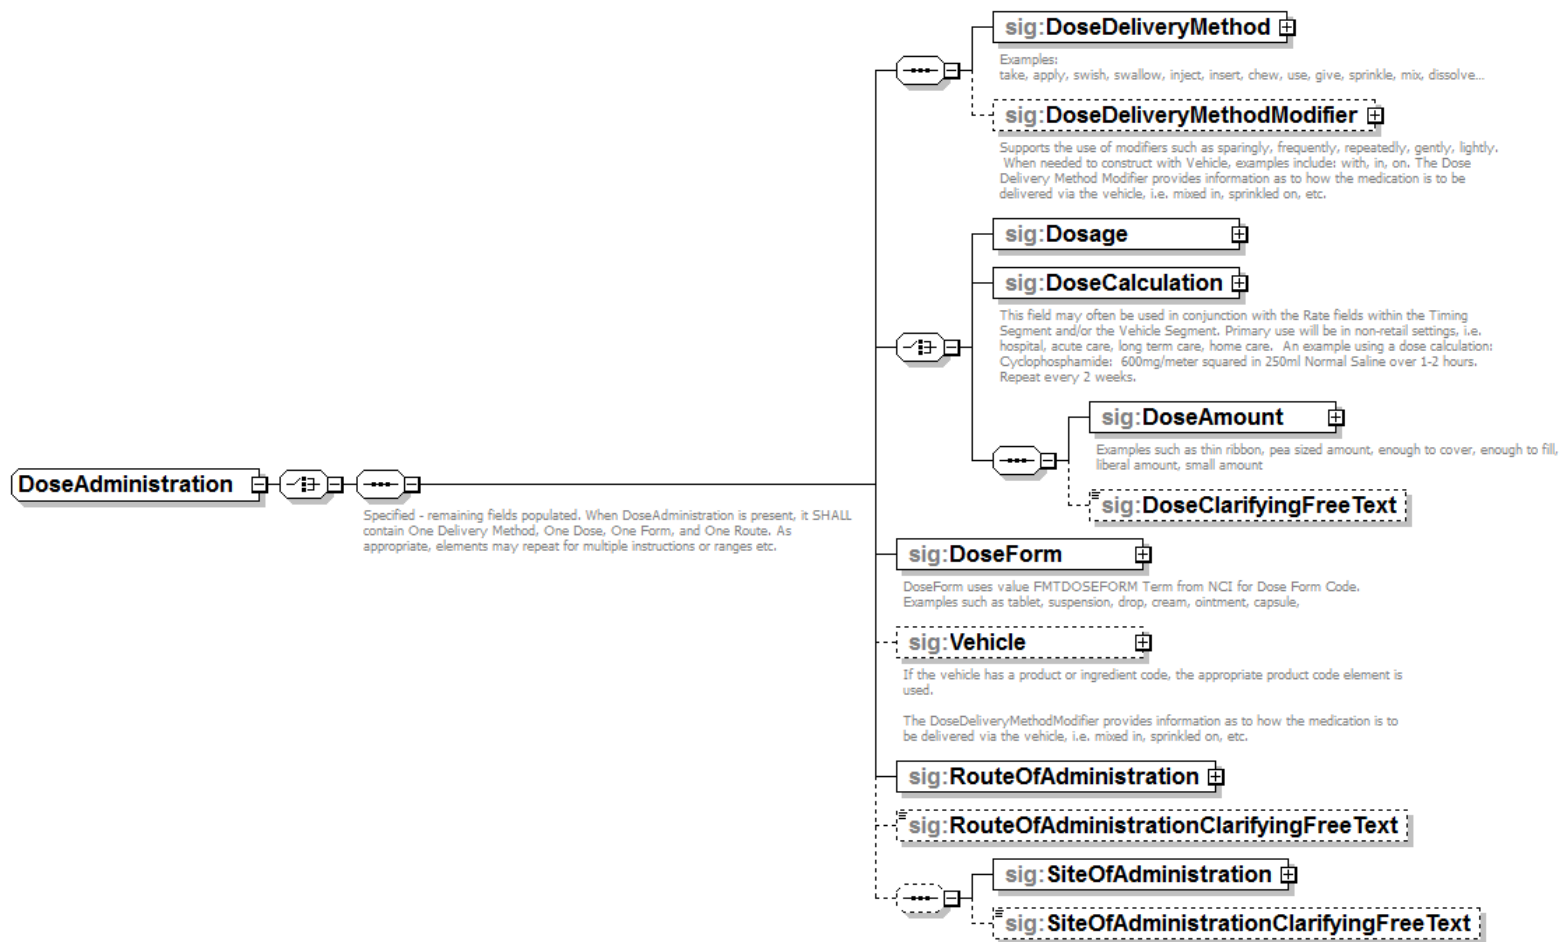 sig:DoseDeliveryMethod
Examples:
take, apply, swish, swallow, inject, insert, chew, use, give, sprinkle, mix, dissolve...
sig:DoseDeliveryMethodModifier
Supports the use of modifiers such as sparingly, frequently, repeatedly, gently, lightly.
When needed to construct with Vehicle, examples include: with, in, on. The Dose
Delivery Method Modifier provides information as to how the medication is to be
delivered via the vehicle, i.e. mixed in, sprinkled on, etc.
sig:Dosage
sig:DoseCalculation
This field may often be used in conjunction with the Rate fields within the Timing
Segment and/or the Vehicle Segment. Primary use will be in non-retail settings, i.e.
hospital, acute care, long term care, home care.  An example using a dose calculation:
Cyclophosphamide:  600mg/meter squared in 250ml Normal Saline over 1-2 hours.
Repeat every 2 weeks.
sig:DoseAmount
Examples such as thin ribbon, pea sized amount, enough to cover, enough to fill,
liberal amount, small amount
sig:DoseClarifyingFreeText
DoseAdministration
Specified - remaining fields populated. When DoseAdministration is present, it SHALL
contain One Delivery Method, One Dose, One Form, and One Route. As
appropriate, elements may repeat for multiple instructions or ranges etc.
sig:DoseForm
DoseForm uses value FMTDOSEFORM Term from NCI for Dose Form Code.
Examples such as tablet, suspension, drop, cream, ointment, capsule,
sig:Vehicle
If the vehicle has a product or ingredient code, the appropriate product code element is
used.
The DoseDeliveryMethodModifier provides information as to how the medication is to
be delivered via the vehicle, i.e. mixed in, sprinkled on, etc.
sig:RouteOfAdministration
sig:RouteOfAdministrationClarifyingFreeText
sig:SiteOfAdministration
sig:SiteOfAdministrationClarifyingFreeText